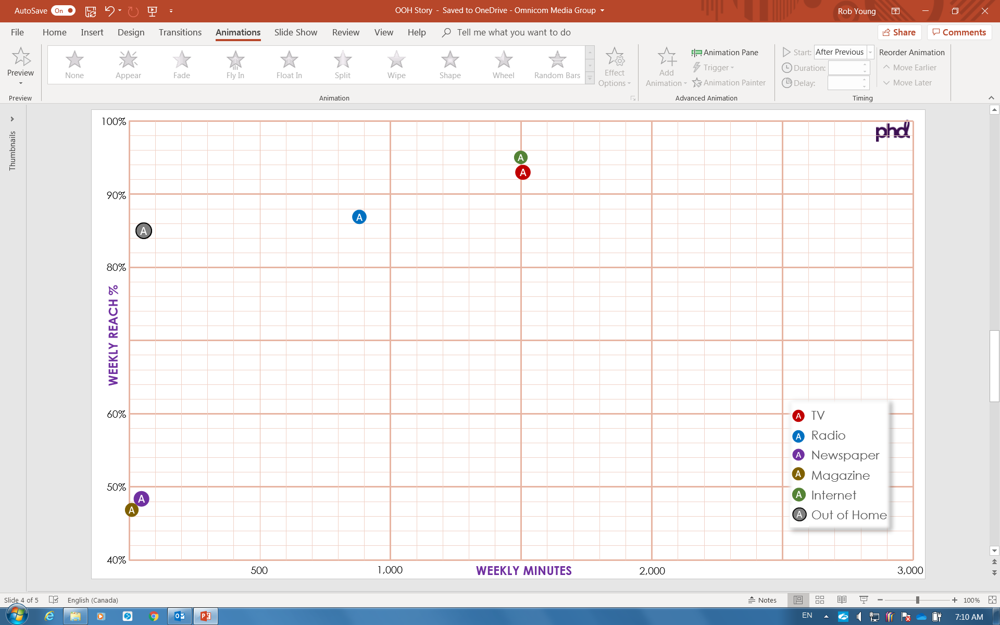 AutoSave On
OOH Story - Saved to OneDrive - Omnicom Media Group
Rob Young
File Home Insert Design Transitions Animations Slide Show Review View Help Tell me what you want to do
Share Comments
Preview
Preview
None Appear Fade Fly In Float In Split Wipe Shape Wheel Random Bars
Animation
Effect
Options
Add
Animation
Animation Pane
Trigger
Animation Painter
Advanced Animation
Start: After Previous
Duration:
Delay:
Timing
Reorder Animation
Move Earlier
Move Later
Thumbnails
100%
phd
A
A
90%
A
A
80%
WEEKLY REACH %
60%
50%
A
A
40%
A TV
A Radio
A Newspaper
A Magazine
A Internet
A Out of Home
500 1,000 WEEKLY MINUTES 2,000 3,000
Slide 4 of 5 English (Canada) Notes 100%
EN 7:10 AM